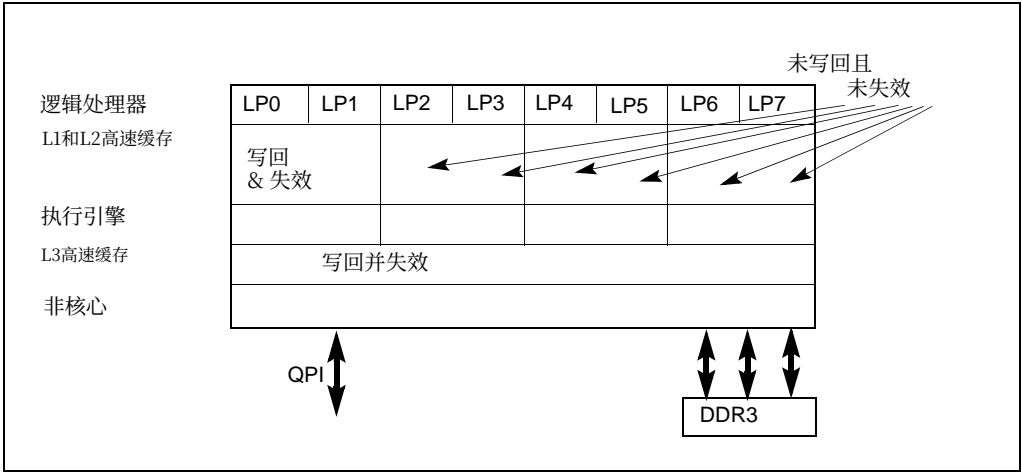 未写回且
未失效
逻辑处理器
LP0 LP1 LP2 LP3 LP4 LP5 LP6 LP7
L1和L2高速缓存
写回
& 失效
执行引擎
L3高速缓存
写回并失效
非核心
QPI
DDR3